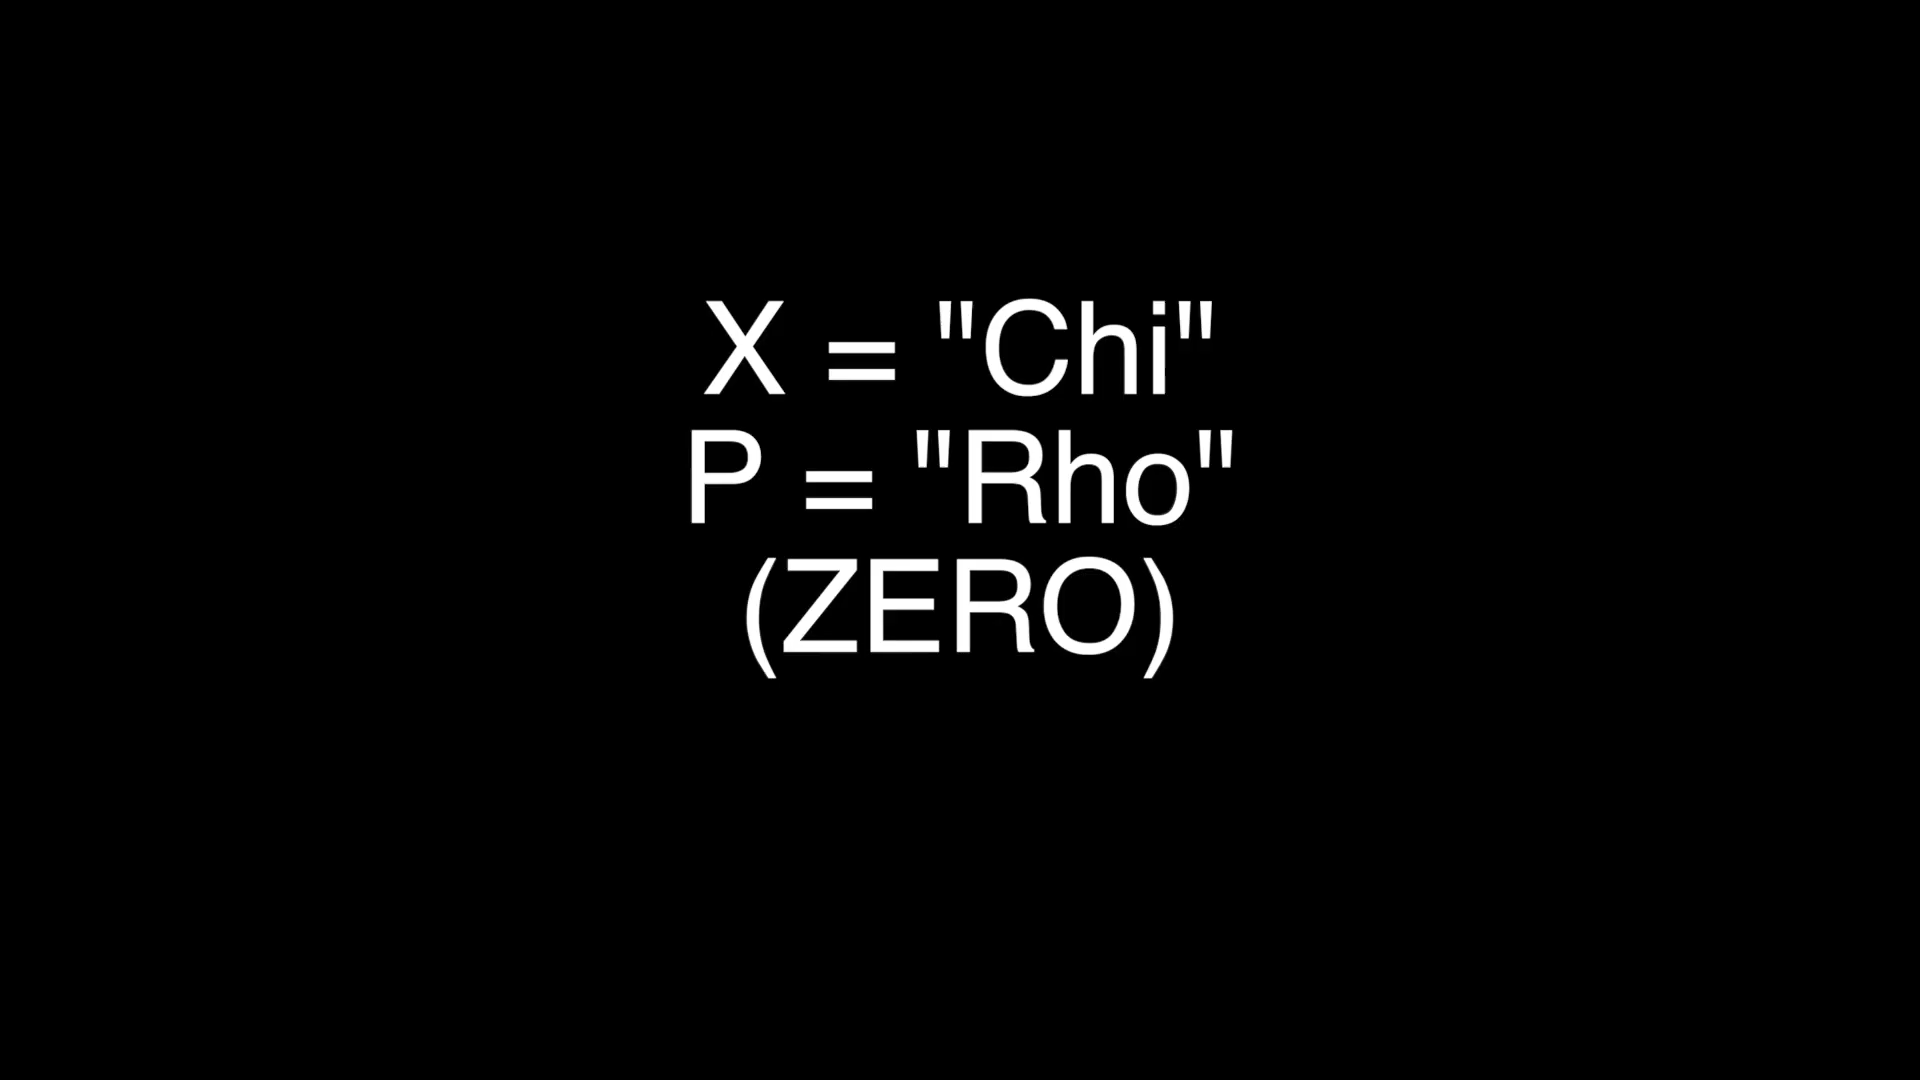 X = "Chi"
P = "Rho"
(ZERO)